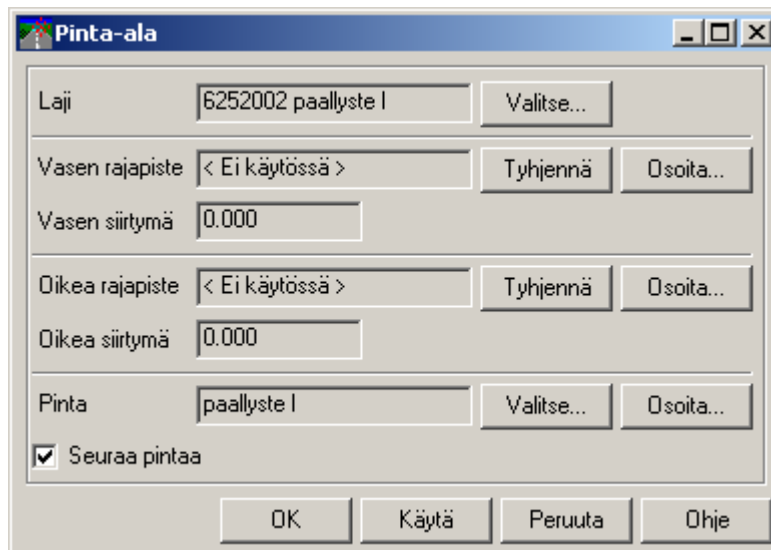 Pinta-ala
Laji 6252002 paallyste I Valitse...
Vasen rajapiste < Ei käytössä > Tyhjennä Osoita...
Vasen siirtymä 0.000
Oikea rajapiste < Ei käytössä > Tyhjennä Osoita...
Oikea siirtymä 0.000
Pinta paallyste I Valitse... Osoita...
Seuraa pintaa
OK Käytä Peruuta Ohje